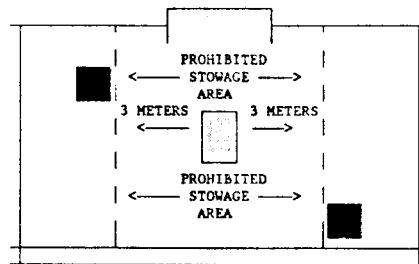 PROHIBITED
STOWAGE
AREA
3 METERS 3 METERS
PROHIBITED
STOWAGE
AREA